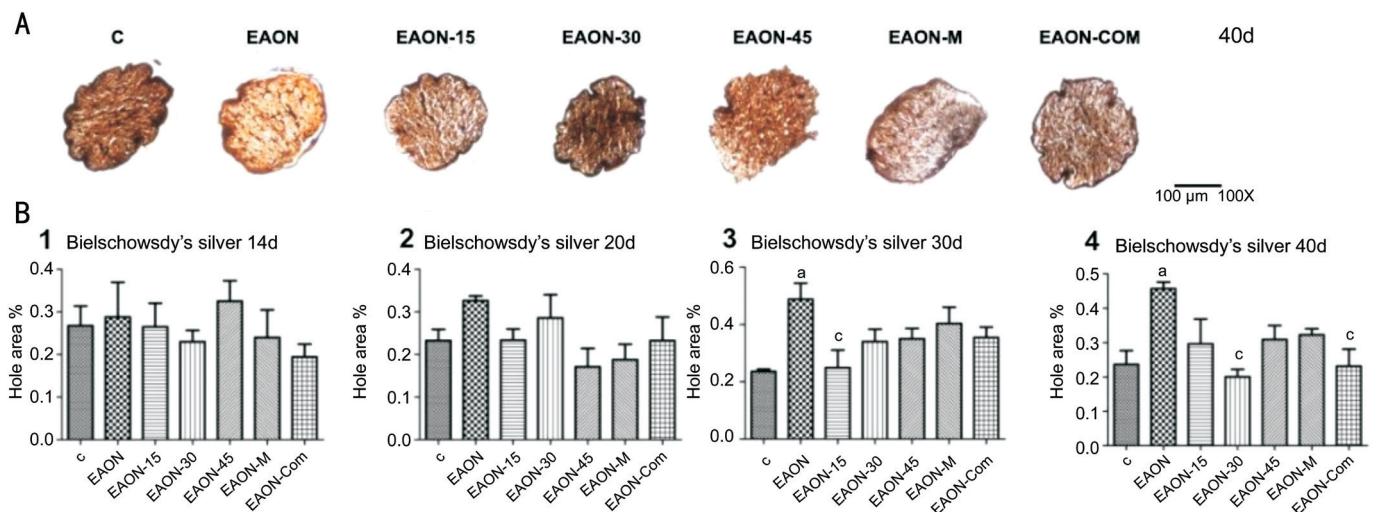 A
C EAON EAON-15 EAON-30 EAON-45 EAON-M EAON-COM 40d
100 µm 100X
B
1 Bielschowsdy's silver 14d
Hole area %
0.4
0.3
0.2
0.1
0.0
c EAON EAON-15 EAON-30 EAON-45 EAON-M EAON-Com
2 Bielschowsdy's silver 20d
Hole area %
0.4
0.3
0.2
0.1
0.0
c EAON EAON-15 EAON-30 EAON-45 EAON-M EAON-Com
3 Bielschowsdy's silver 30d
Hole area %
0.6
0.4
0.2
0.0
a
c
c EAON EAON-15 EAON-30 EAON-45 EAON-M EAON-Com
4 Bielschowsdy's silver 40d
Hole area %
0.5
0.4
0.3
0.2
0.1
0.0
a
c
c
c EAON EAON-15 EAON-30 EAON-45 EAON-M EAON-Com